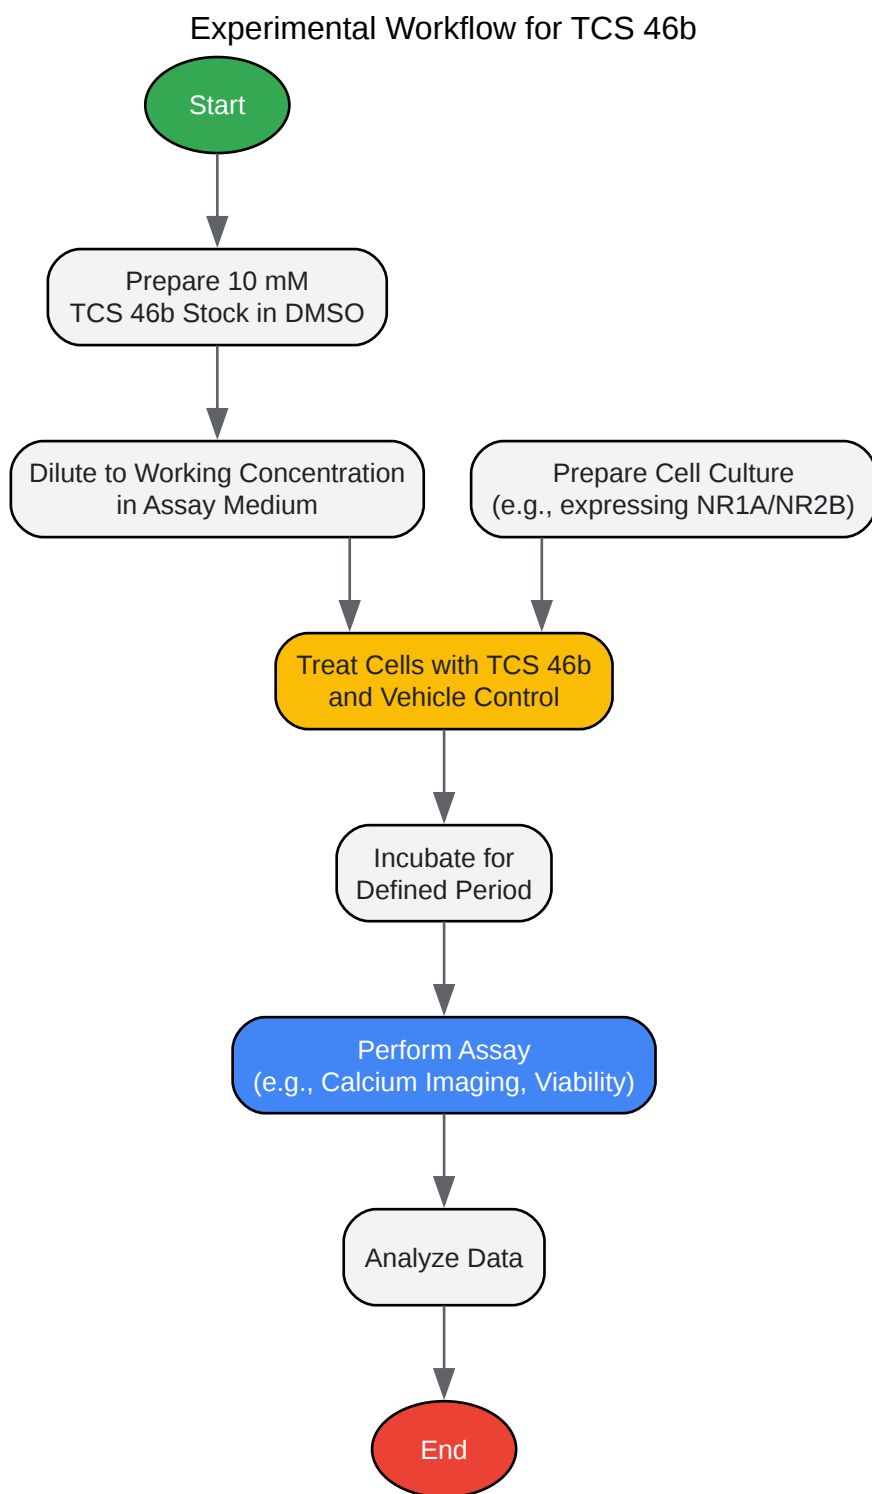 Experimental Workflow for TCS 46b
Start
Prepare 10 mM
TCS 46b Stock in DMSO
Dilute to Working Concentration
in Assay Medium
Prepare Cell Culture
(e.g., expressing NR1A/NR2B)
Treat Cells with TCS 46b
and Vehicle Control
Incubate for
Defined Period
Perform Assay
(e.g., Calcium Imaging, Viability)
Analyze Data
End